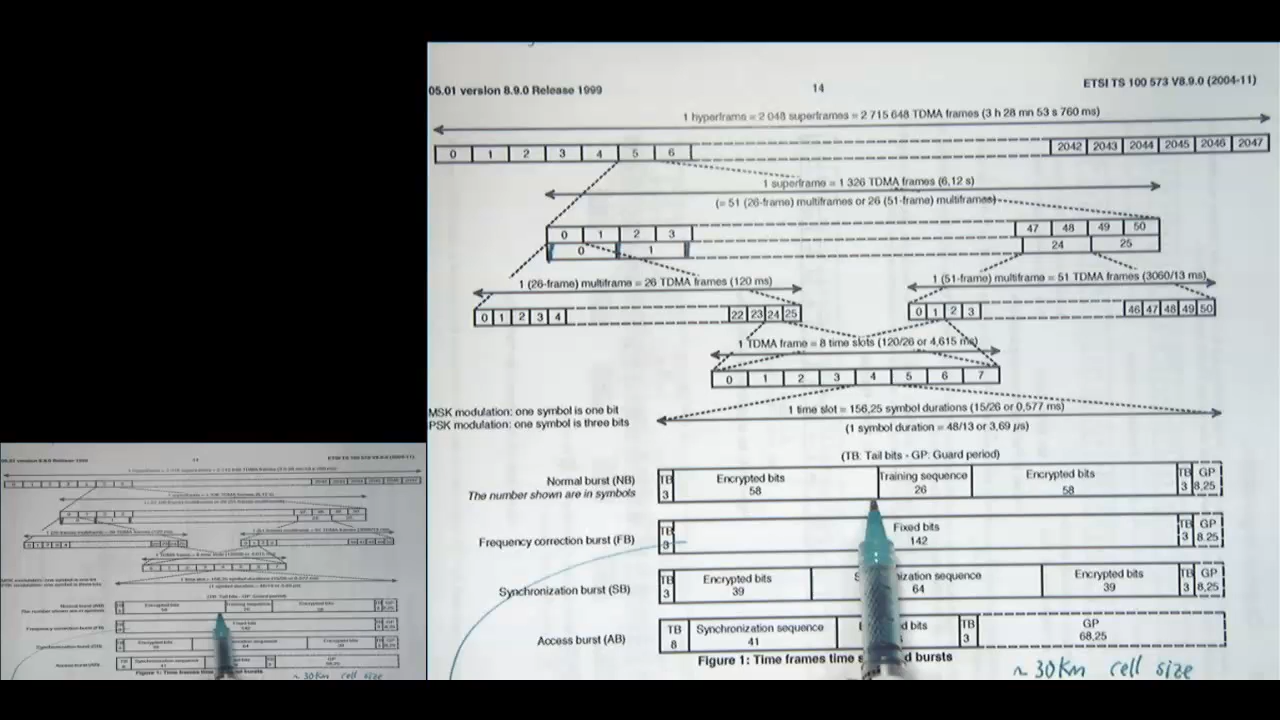 05.01 version 8.9.0 Release 1999 14 ETSI TS 100 573 V8.9.0 (2004-11)
1 hyperframe = 2 048 superframes = 2 715 648 TDMA frames (3 h 28 mn 53 s 760 ms)
0 1 2 3 4 5 6 2042 2043 2044 2045 2046 2047
1 superframe = 1 326 TDMA frames (6,12 s)
(= 51 (26-frame) multiframes or 26 (51-frame) multiframes)
0 1 2 3 47 48 49 50
0 1 24 25
1 (26-frame) multiframe = 26 TDMA frames (120 ms) 1 (51-frame) multiframe = 51 TDMA frames (3060/13 ms)
0 1 2 3 4 22 23 24 25 0 1 2 3 46 47 48 49 50
1 TDMA frame = 8 time slots (120/26 or 4,615 ms)
0 1 2 3 4 5 6 7
MSK modulation: one symbol is one bit
PSK modulation: one symbol is three bits
1 time slot = 156,25 symbol durations (15/26 or 0,577 ms)
(1 symbol duration = 48/13 or 3,69 µs)
(TB: Tail bits - GP: Guard period)
Normal burst (NB)
The number shown are in symbols
TB Encrypted bits Training sequence Encrypted bits TB GP
3 58 26 58 3 8,25
Frequency correction burst (FB)
TB Fixed bits TB GP
3 142 3 8.25
Synchronization burst (SB)
TB Encrypted bits sequence Encrypted bits TB GP
3 39 64 39 3 8,25
Access burst (AB)
TB Synchronization sequence bits TB GP
8 41 3 68,25
Figure 1: Time frames time bursts
~ 30Km cell size